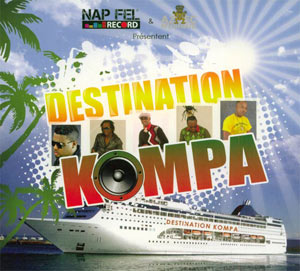 NAP FEL
RECORD
&
Présentent
DESTINATION
KOMPA
DESTINATION KOMPA